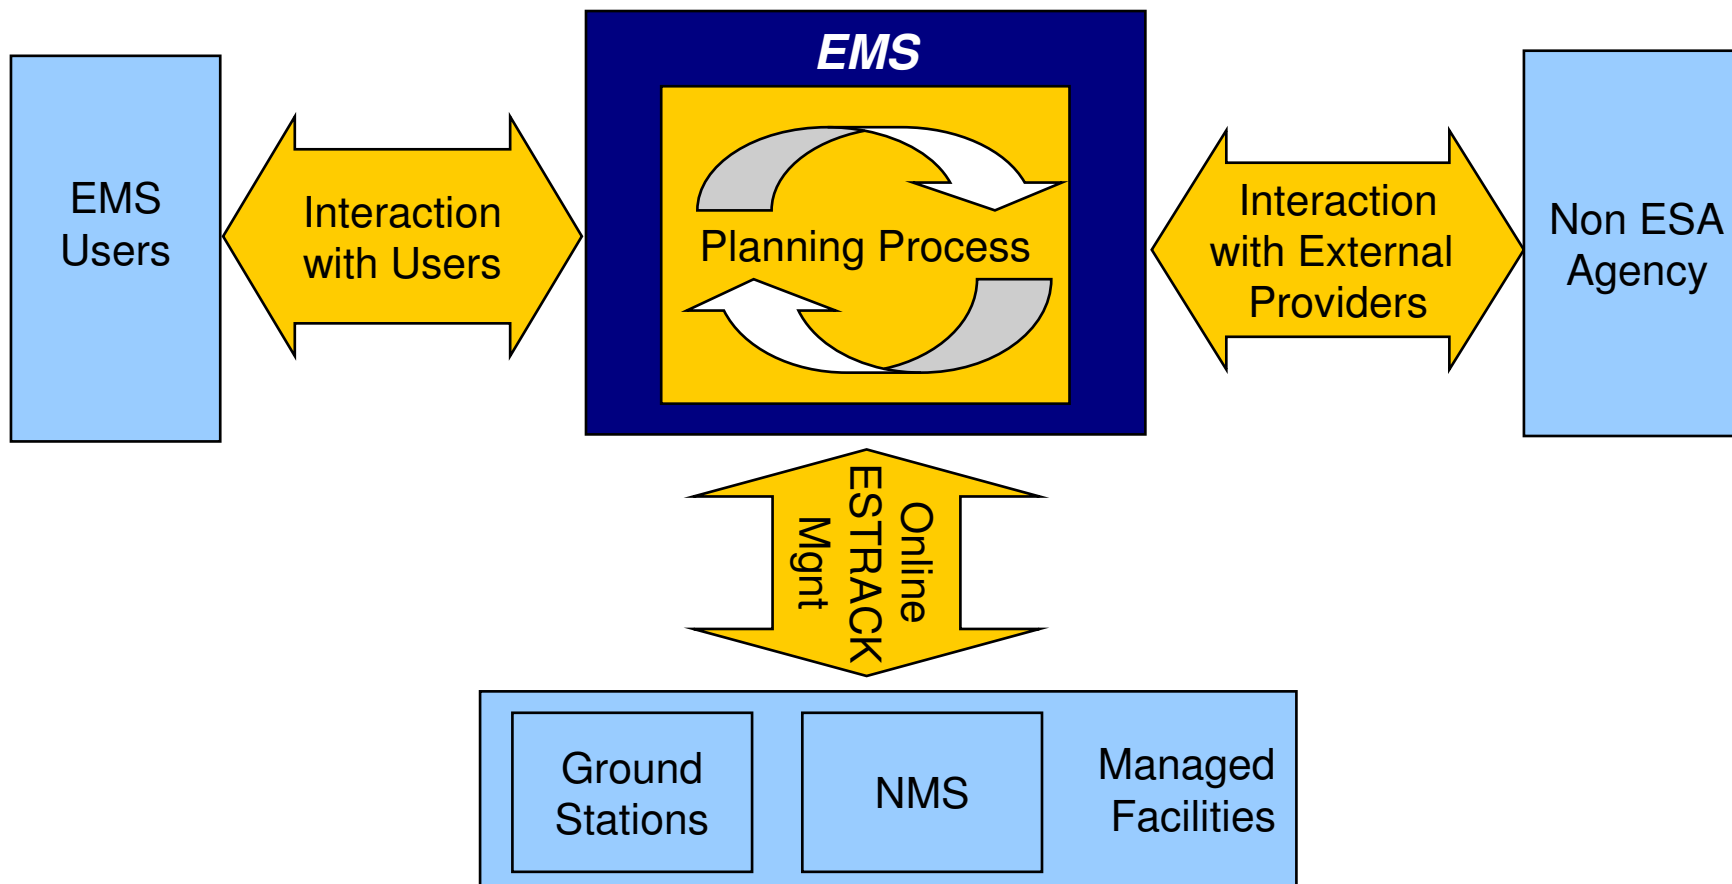 EMS
EMS
Users
Interaction
with Users
Planning Process
Interaction
with External
Providers
Non ESA
Agency
Online
ESTRACK
Mgnt
Ground
Stations
NMS
Managed
Facilities